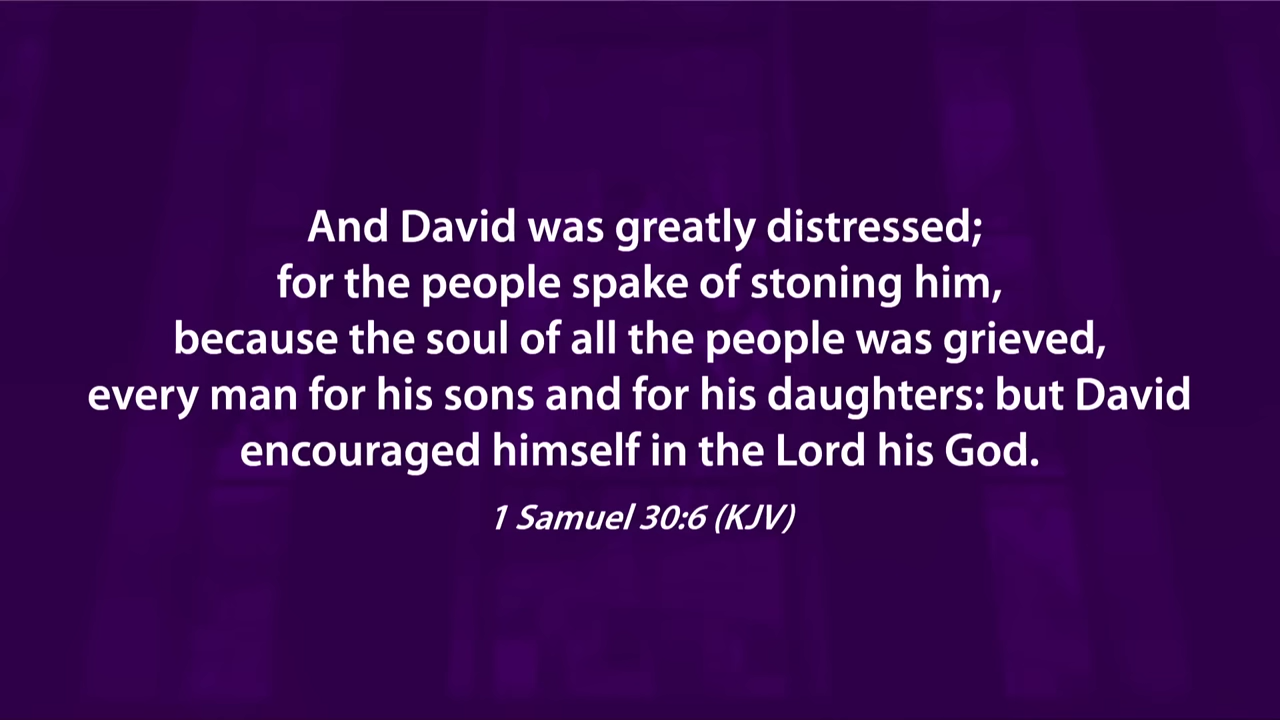 And David was greatly distressed;
for the people spake of stoning him,
because the soul of all the people was grieved,
every man for his sons and for his daughters: but David
encouraged himself in the Lord his God.
1 Samuel 30:6 (KJV)